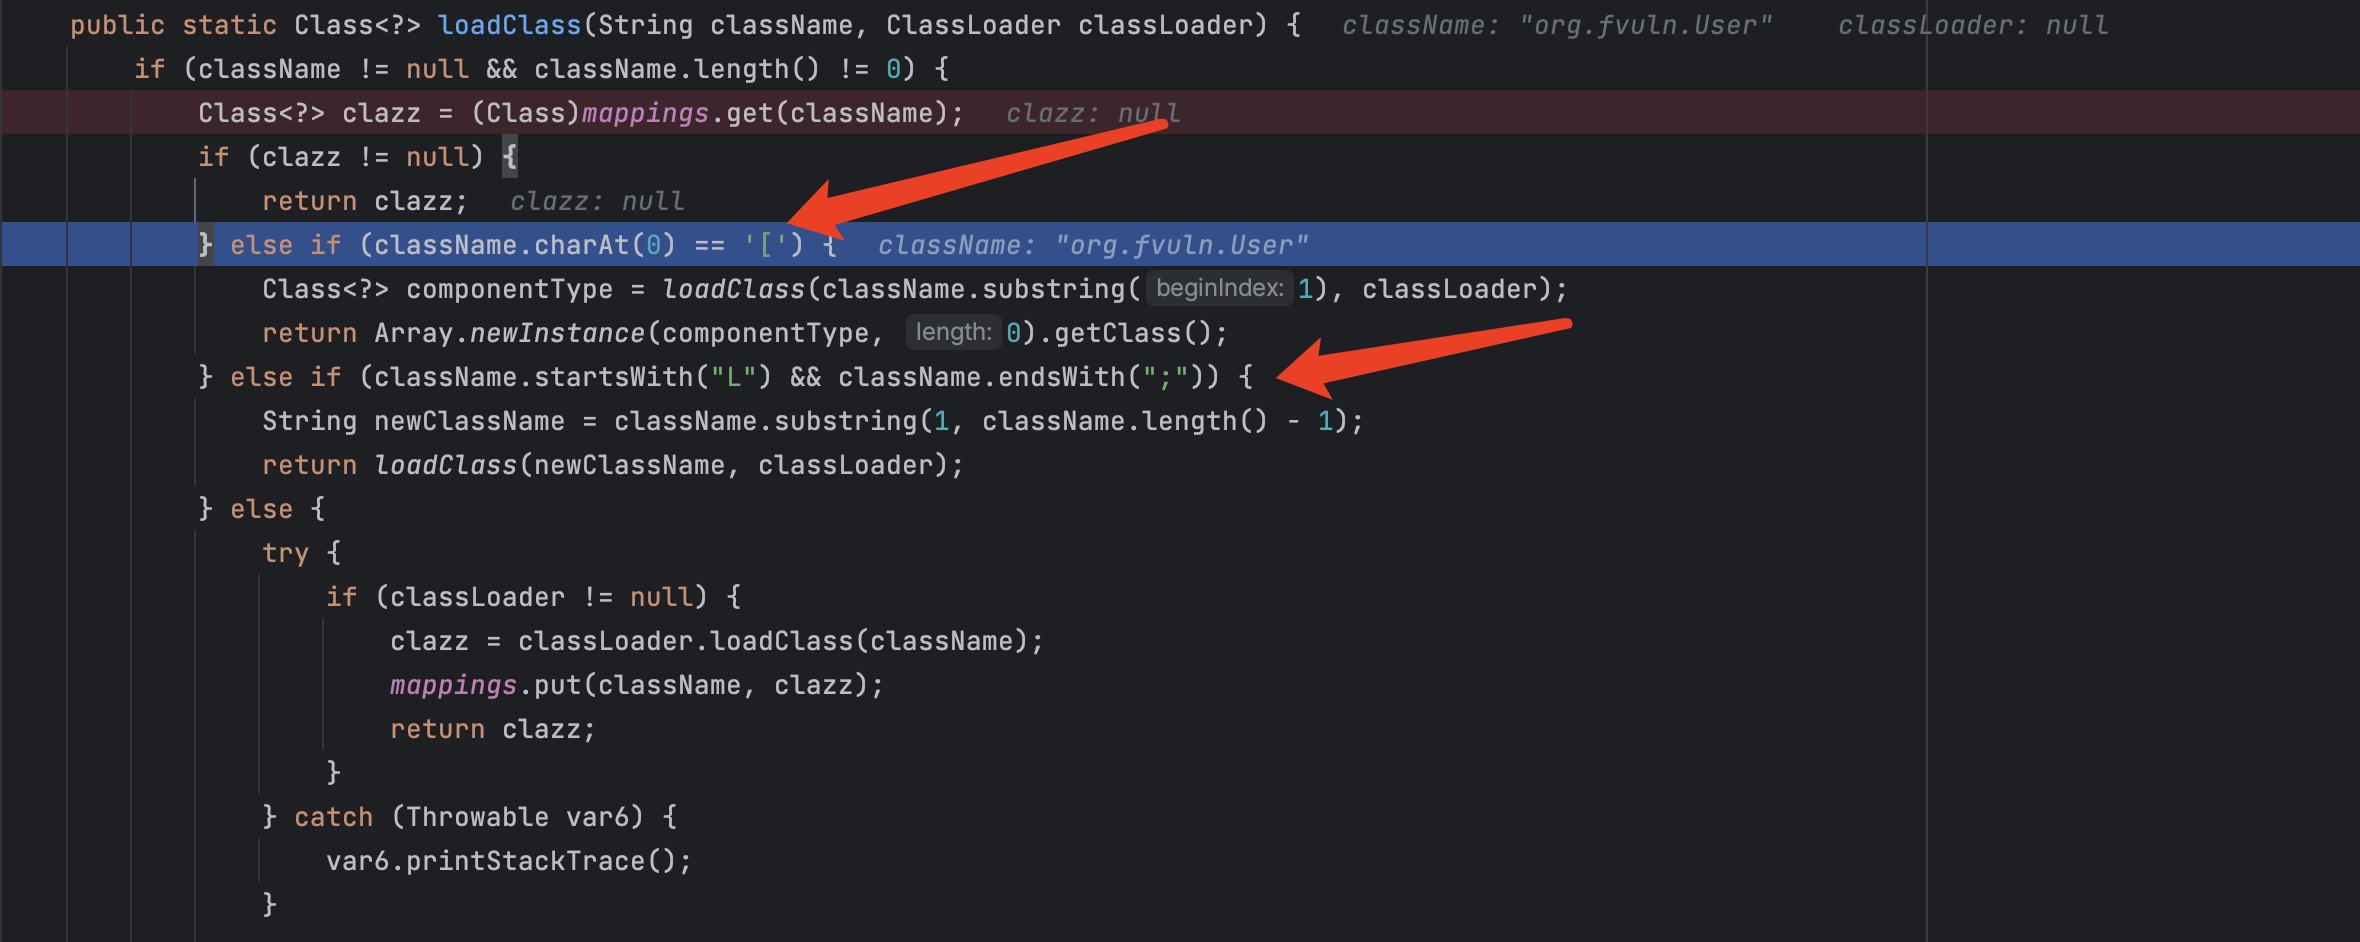 public static Class<?> loadClass(String className, ClassLoader classLoader) {   className: "org.fvuln.User"    classLoader: null
if (className != null && className.length() != 0) {
Class<?> clazz = (Class)mappings.get(className);   clazz: null
if (clazz != null) {
return clazz;   clazz: null
} else if (className.charAt(0) == '[') {   className: "org.fvuln.User"
Class<?> componentType = loadClass(className.substring( beginIndex: 1), classLoader);
return Array.newInstance(componentType,  length: 0).getClass();
} else if (className.startsWith("L") && className.endsWith(";")) {
String newClassName = className.substring(1, className.length() - 1);
return loadClass(newClassName, classLoader);
} else {
try {
if (classLoader != null) {
clazz = classLoader.loadClass(className);
mappings.put(className, clazz);
return clazz;
}
} catch (Throwable var6) {
var6.printStackTrace();
}